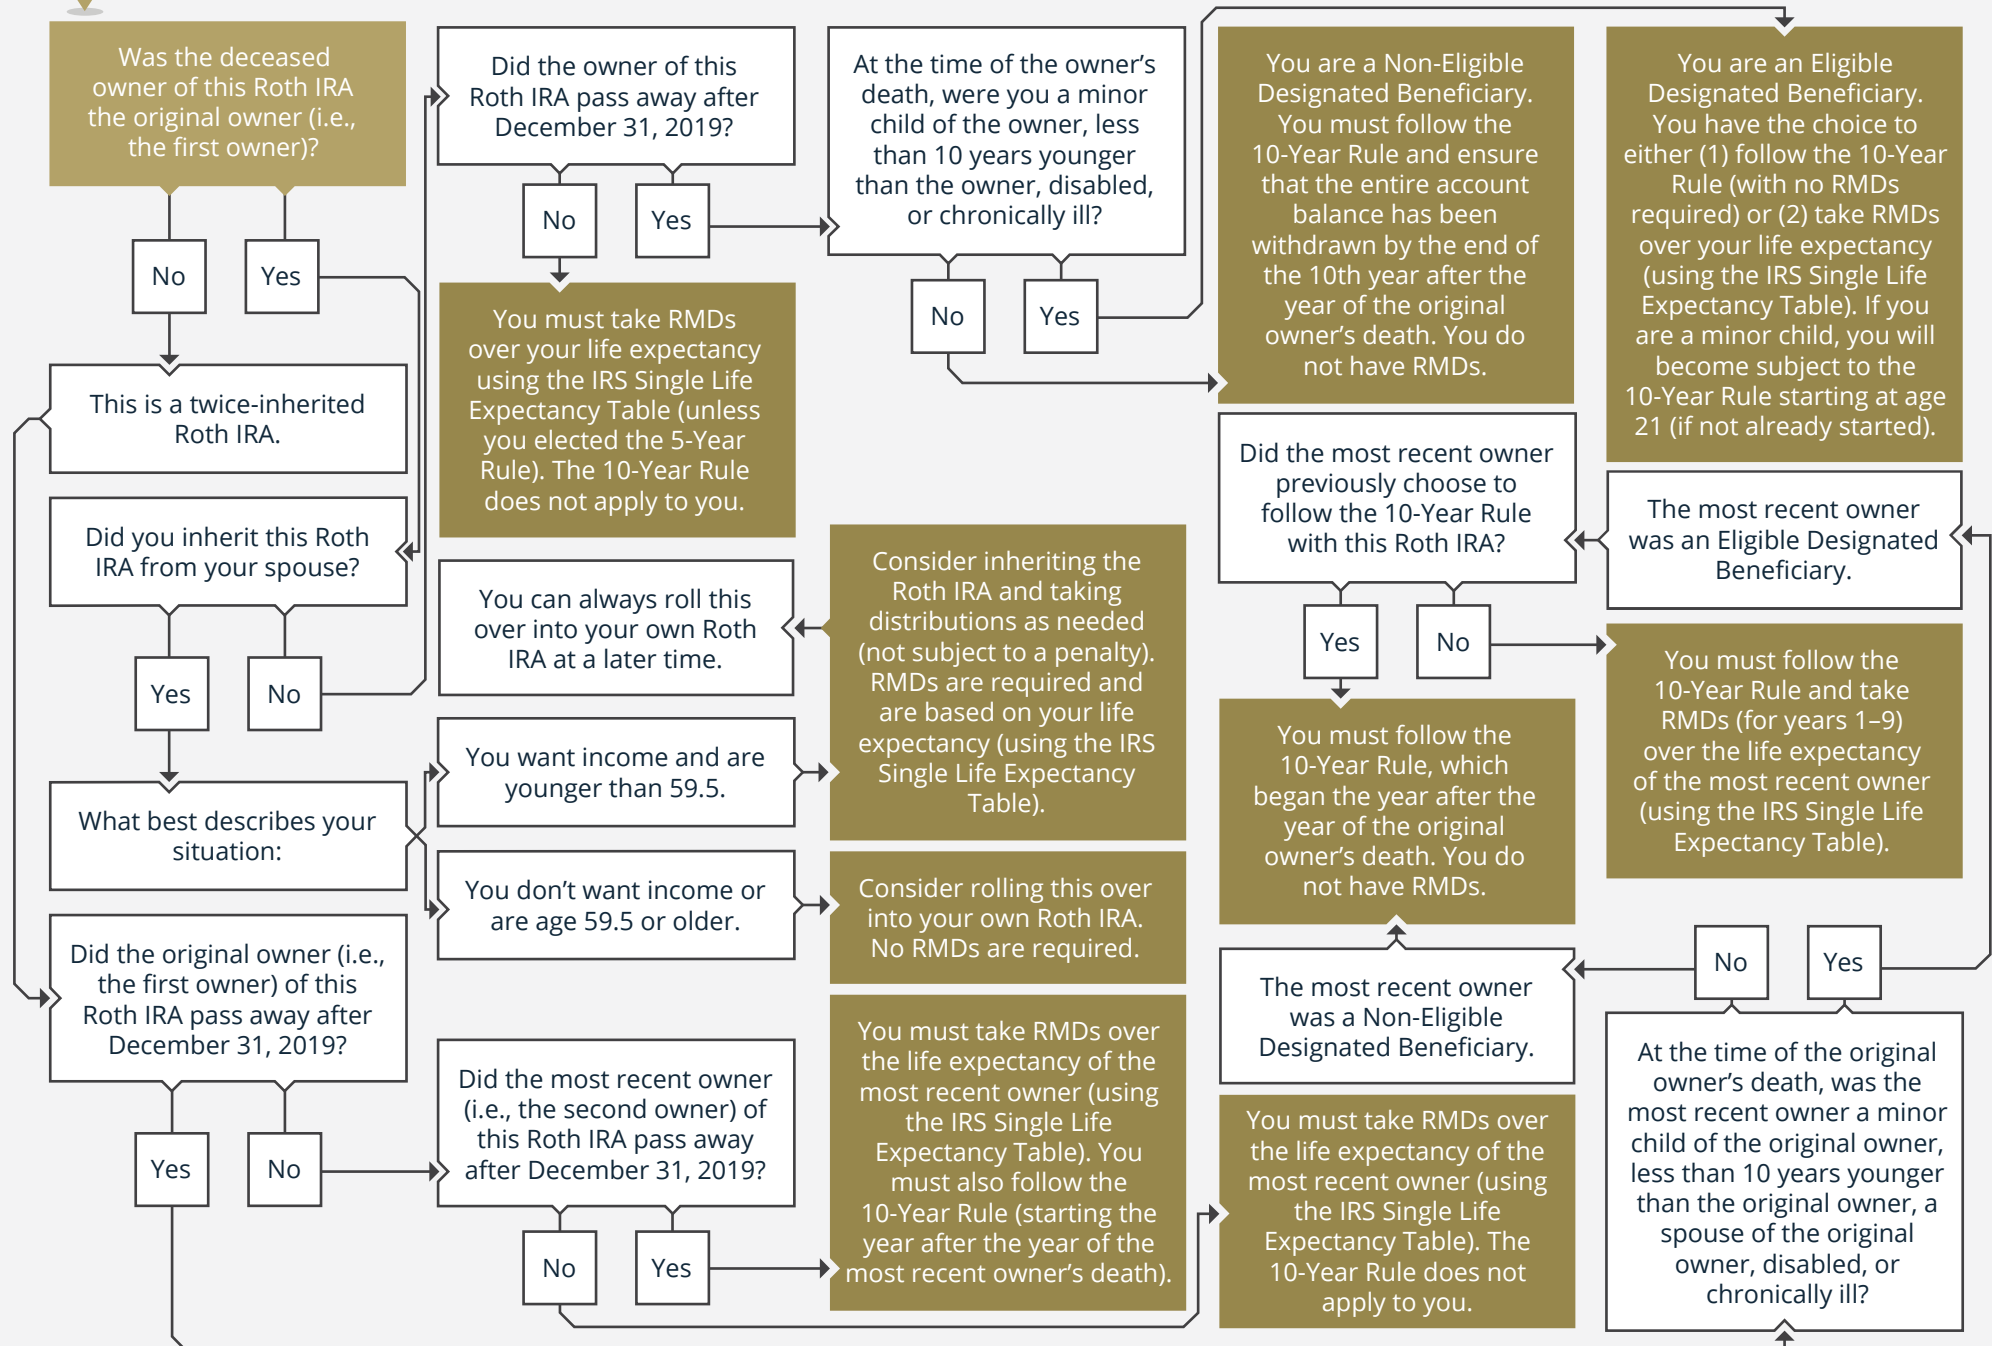 Was the deceased
owner of this Roth IRA
the original owner (i.e.,
the first owner)?
No
Yes
This is a twice-inherited
Roth IRA.
Did you inherit this Roth
IRA from your spouse?
Yes
No
What best describes your
situation:
Did the original owner (i.e.,
the first owner) of this
Roth IRA pass away after
December 31, 2019?
Yes
No
Did the owner of this
Roth IRA pass away after
December 31, 2019?
No
Yes
You must take RMDs
over your life expectancy
using the IRS Single Life
Expectancy Table (unless
you elected the 5-Year
Rule). The 10-Year Rule
does not apply to you.
You can always roll this
over into your own Roth
IRA at a later time.
You want income and are
younger than 59.5.
You don’t want income or
are age 59.5 or older.
Did the most recent owner
(i.e., the second owner) of
this Roth IRA pass away
after December 31, 2019?
No
Yes
At the time of the owner’s
death, were you a minor
child of the owner, less
than 10 years younger
than the owner, disabled,
or chronically ill?
No
Yes
Consider inheriting the
Roth IRA and taking
distributions as needed
(not subject to a penalty).
RMDs are required and
are based on your life
expectancy (using the IRS
Single Life Expectancy
Table).
Consider rolling this over
into your own Roth IRA.
No RMDs are required.
You must take RMDs over
the life expectancy of the
most recent owner (using
the IRS Single Life
Expectancy Table). You
must also follow the
10-Year Rule (starting the
year after the year of the
most recent owner’s death).
You are a Non-Eligible
Designated Beneficiary.
You must follow the
10-Year Rule and ensure
that the entire account
balance has been
withdrawn by the end of
the 10th year after the
year of the original
owner’s death. You do
not have RMDs.
Did the most recent owner
previously choose to
follow the 10-Year Rule
with this Roth IRA?
Yes
No
You must follow the
10-Year Rule, which
began the year after the
year of the original
owner’s death. You do
not have RMDs.
The most recent owner
was a Non-Eligible
Designated Beneficiary.
You must take RMDs over
the life expectancy of the
most recent owner (using
the IRS Single Life
Expectancy Table). The
10-Year Rule does not
apply to you.
You are an Eligible
Designated Beneficiary.
You have the choice to
either (1) follow the 10-Year
Rule (with no RMDs
required) or (2) take RMDs
over your life expectancy
(using the IRS Single Life
Expectancy Table). If you
are a minor child, you will
become subject to the
10-Year Rule starting at age
21 (if not already started).
The most recent owner
was an Eligible Designated
Beneficiary.
You must follow the
10-Year Rule and take
RMDs (for years 1–9)
over the life expectancy
of the most recent owner
(using the IRS Single Life
Expectancy Table).
No
Yes
At the time of the original
owner’s death, was the
most recent owner a minor
child of the original owner,
less than 10 years younger
than the original owner, a
spouse of the original
owner, disabled, or
chronically ill?